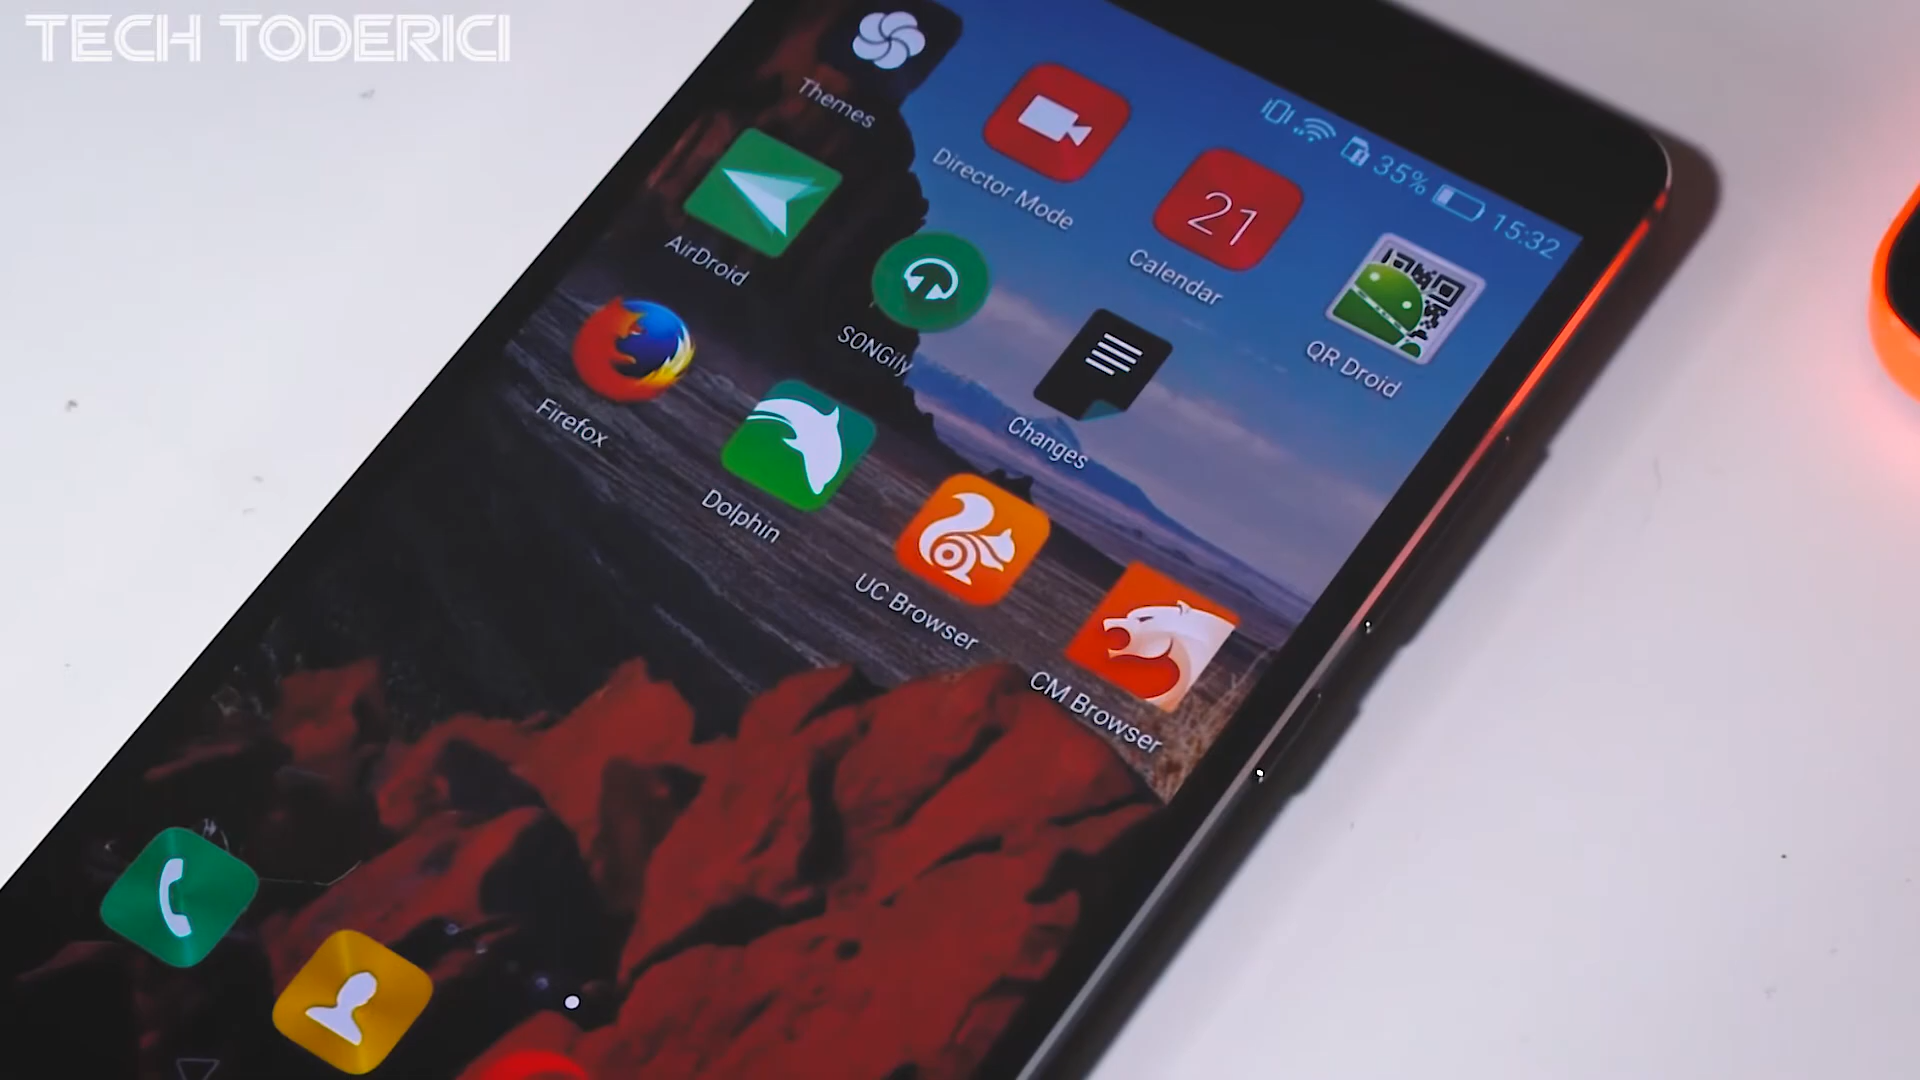 TECH TODERICI
35% 15:32
Themes
Director Mode
21
Calendar
QR Droid
AirDroid
SONGily
Changes
Firefox
Dolphin
UC Browser
CM Browser